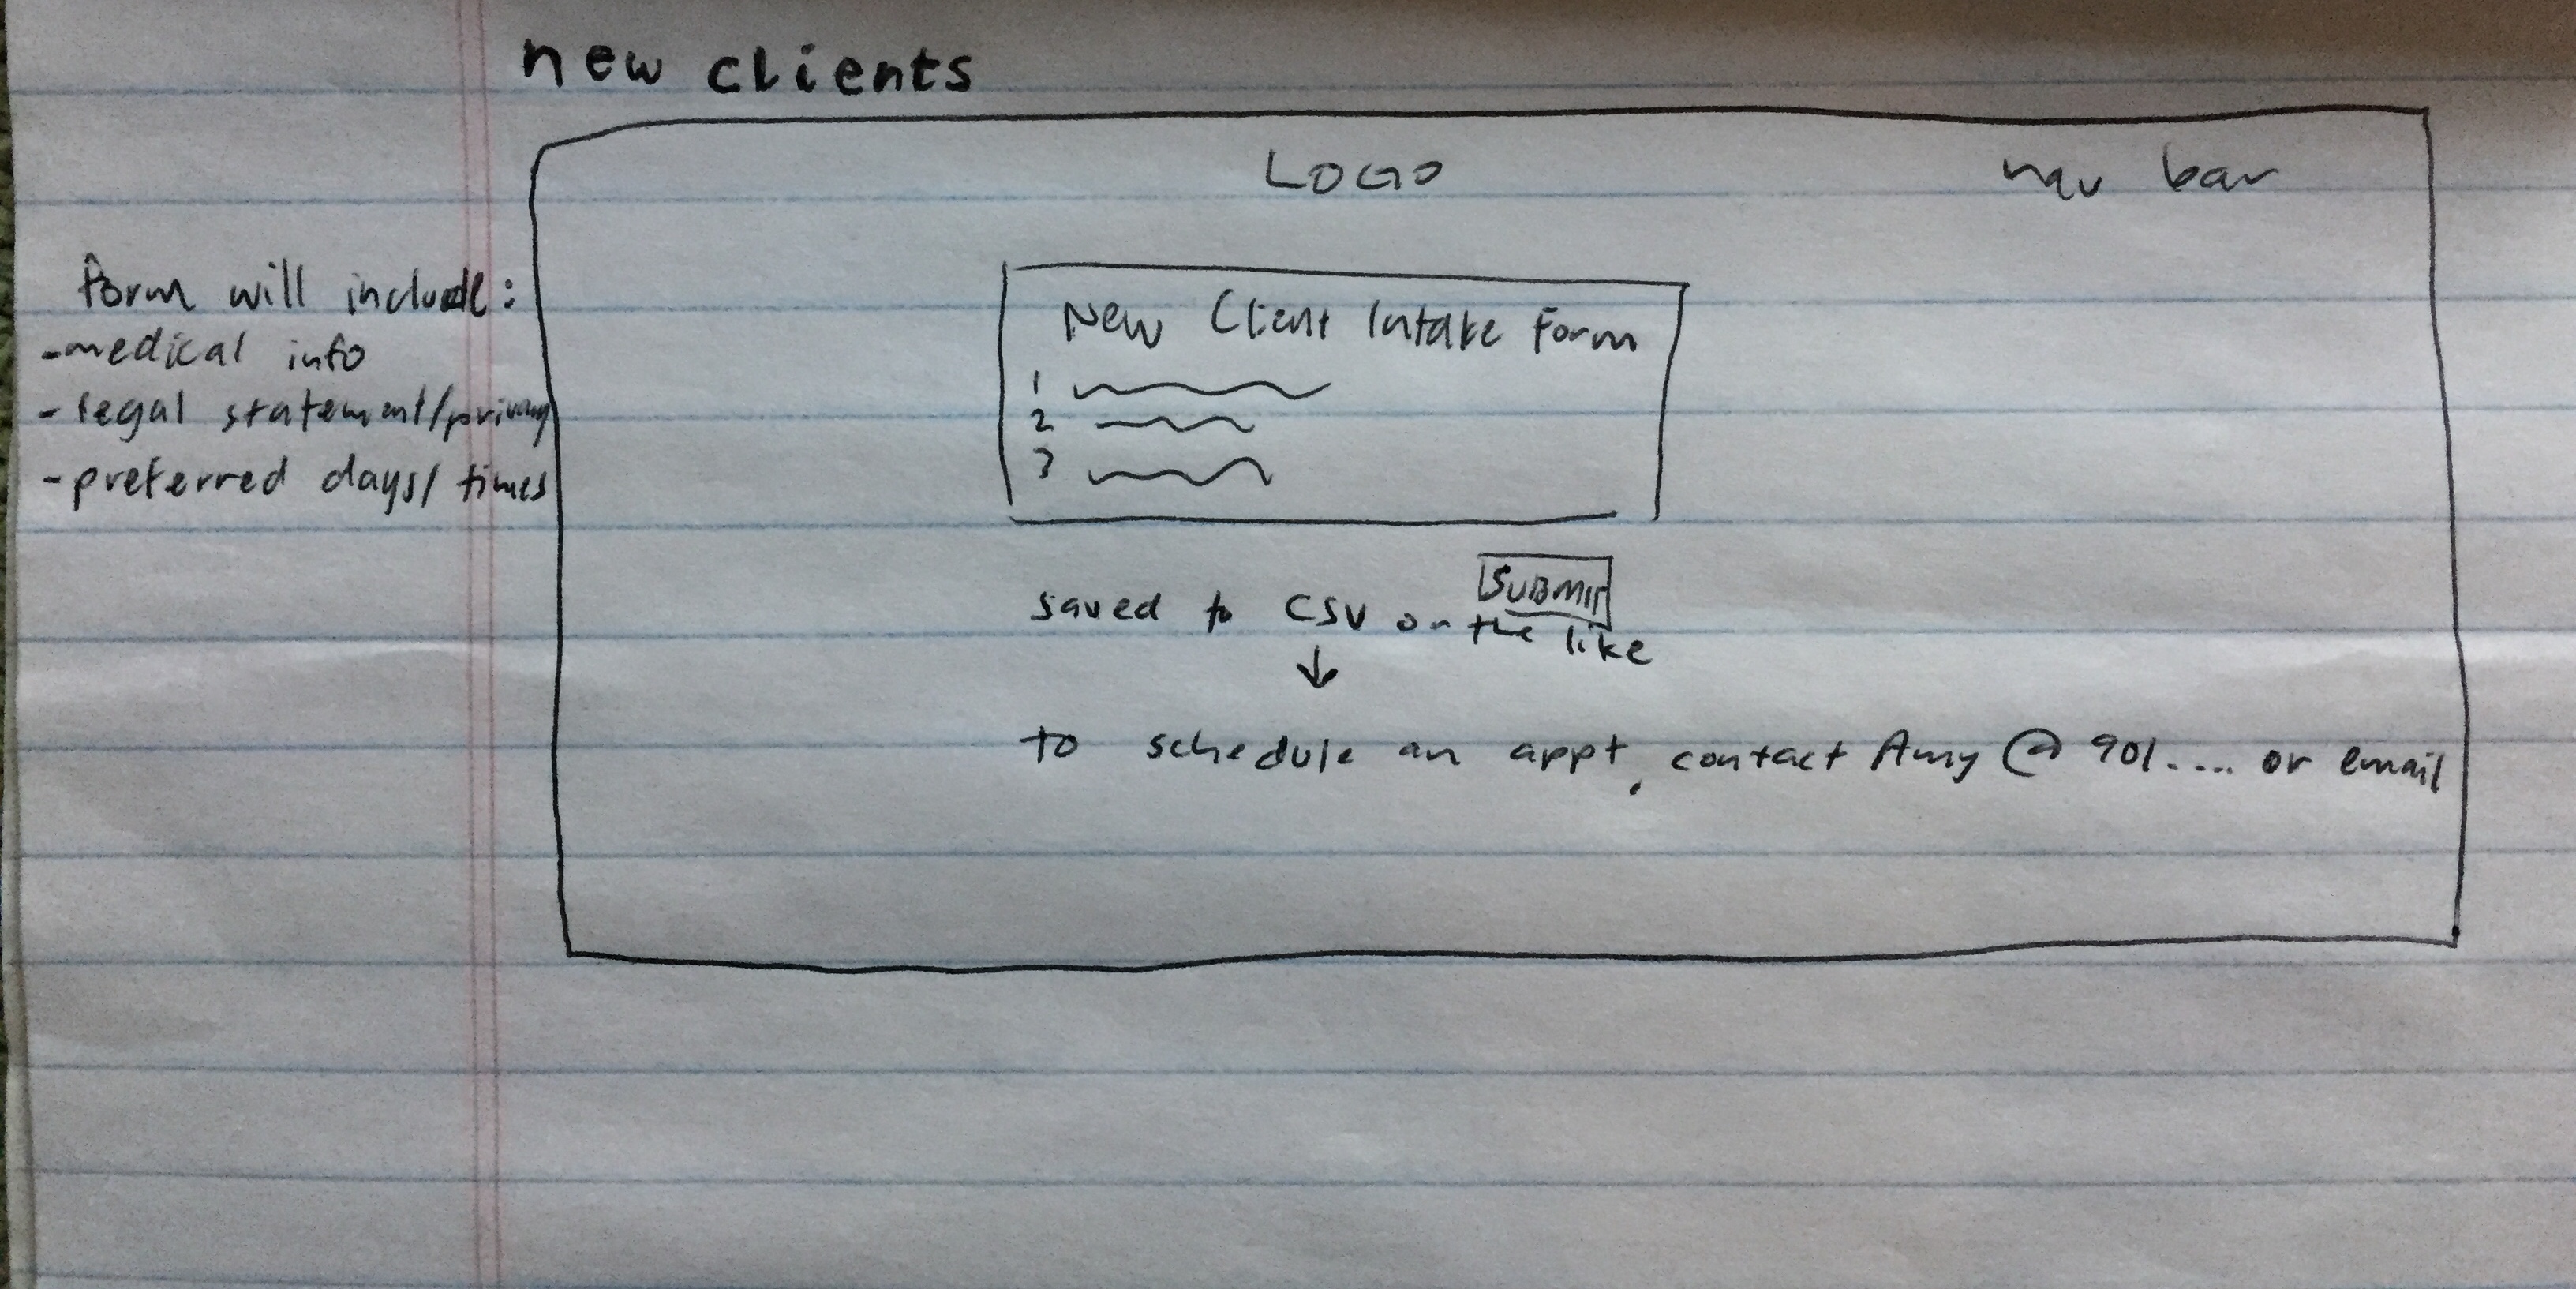 new clients
LOGO
nav bar
form will include:
-medical info
- legal statement/privacy
-preferred days/times
New Client Intake Form
1
2
3
SUBMIT
saved to CSV or the like
↓
to schedule an appt, contact Amy @ 901.... or email